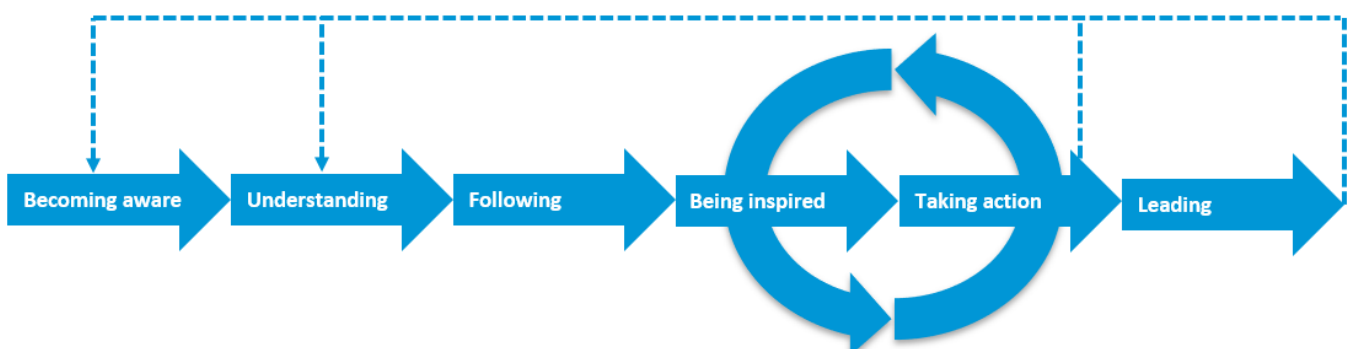 Becoming aware
Understanding
Following
Being inspired
Taking action
Leading